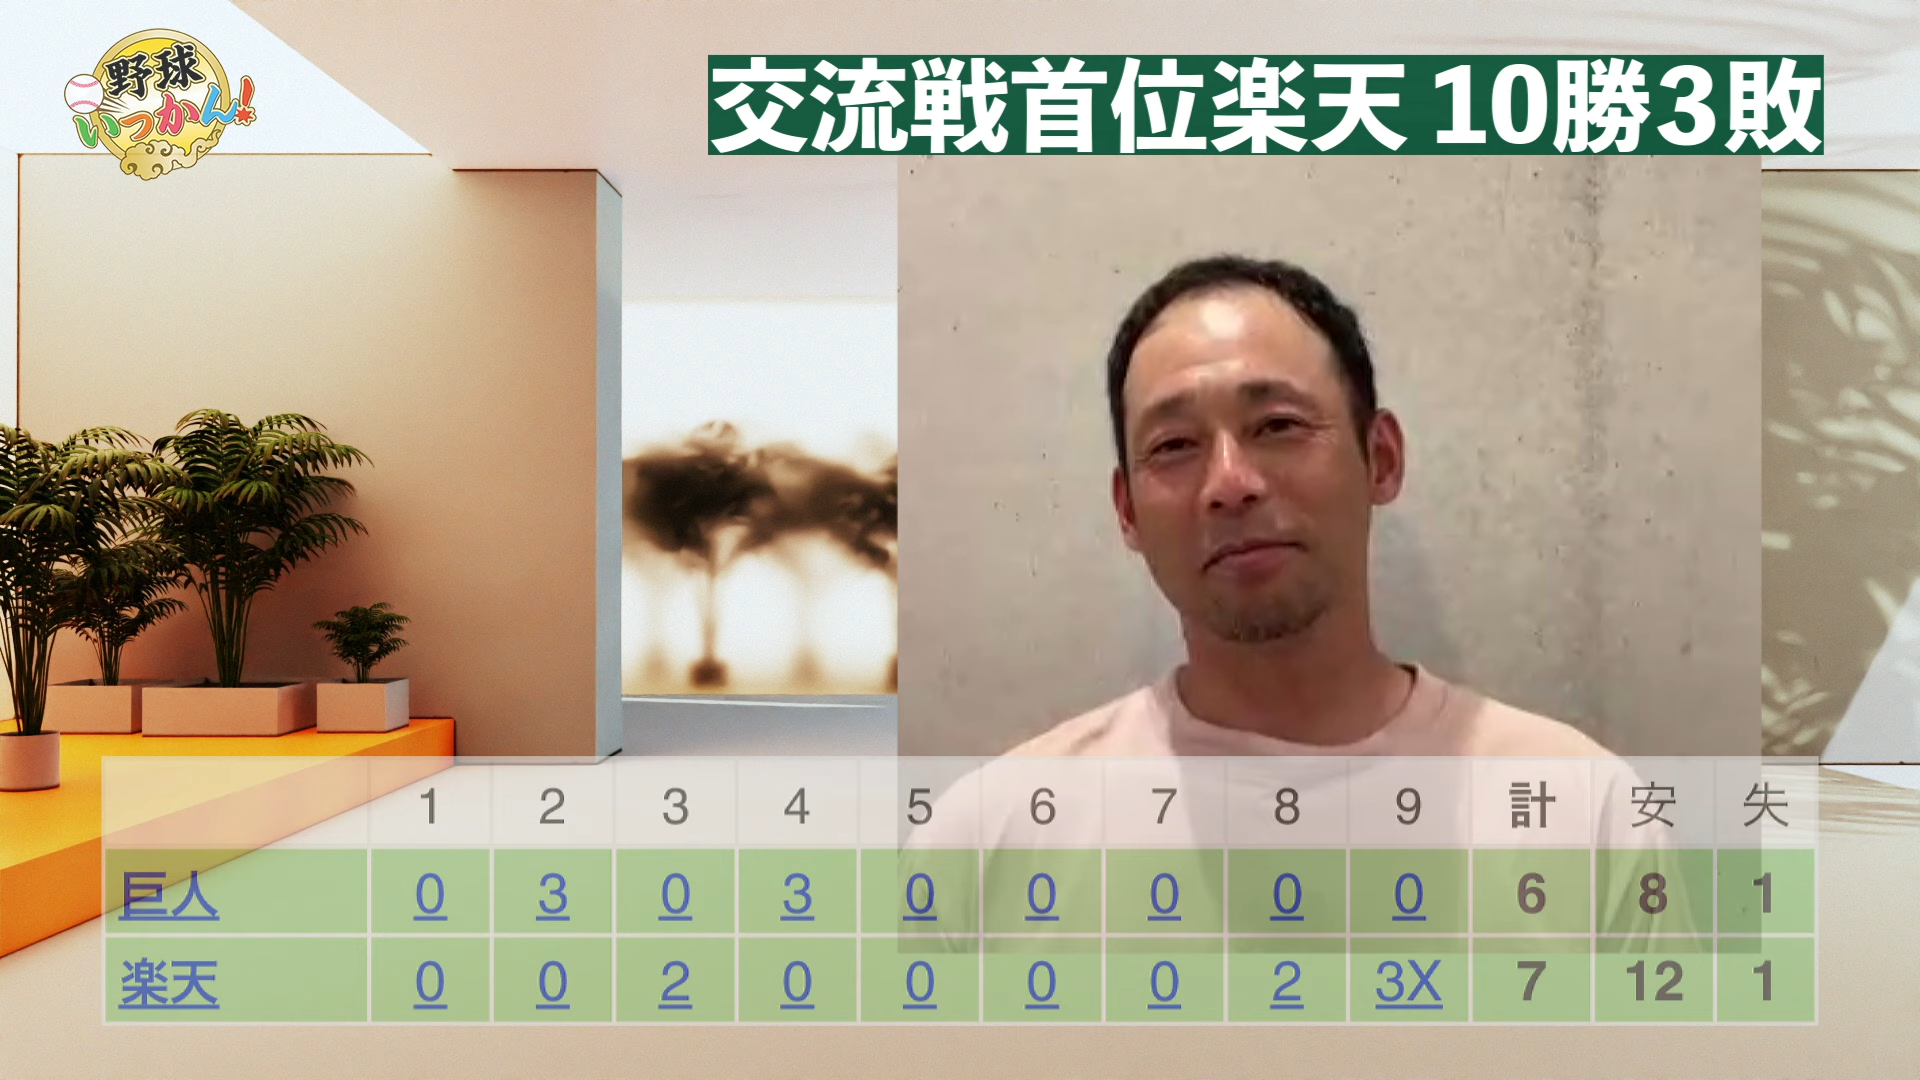 野球
いっかん!
交流戦首位楽天 10勝3敗
1 2 3 4 5 6 7 8 9 計 安 失
巨人 0 3 0 3 0 0 0 0 0 6 8 1
楽天 0 0 2 0 0 0 0 2 3X 7 12 1